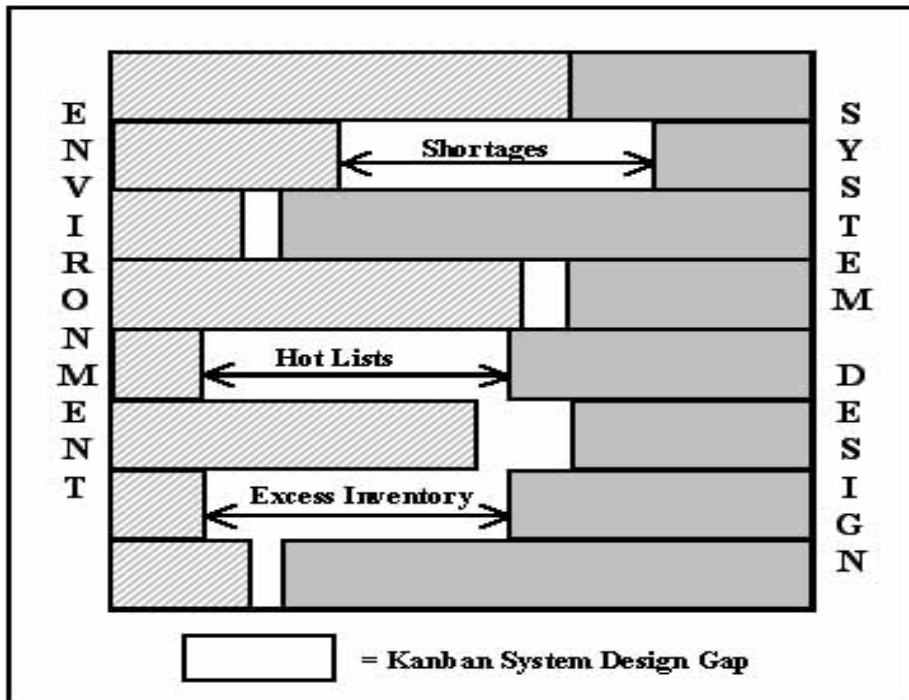 ENVIRONMENT
SYSTEM DESIGN
Shortages
Hot Lists
Excess Inventory
= Kanban System Design Gap